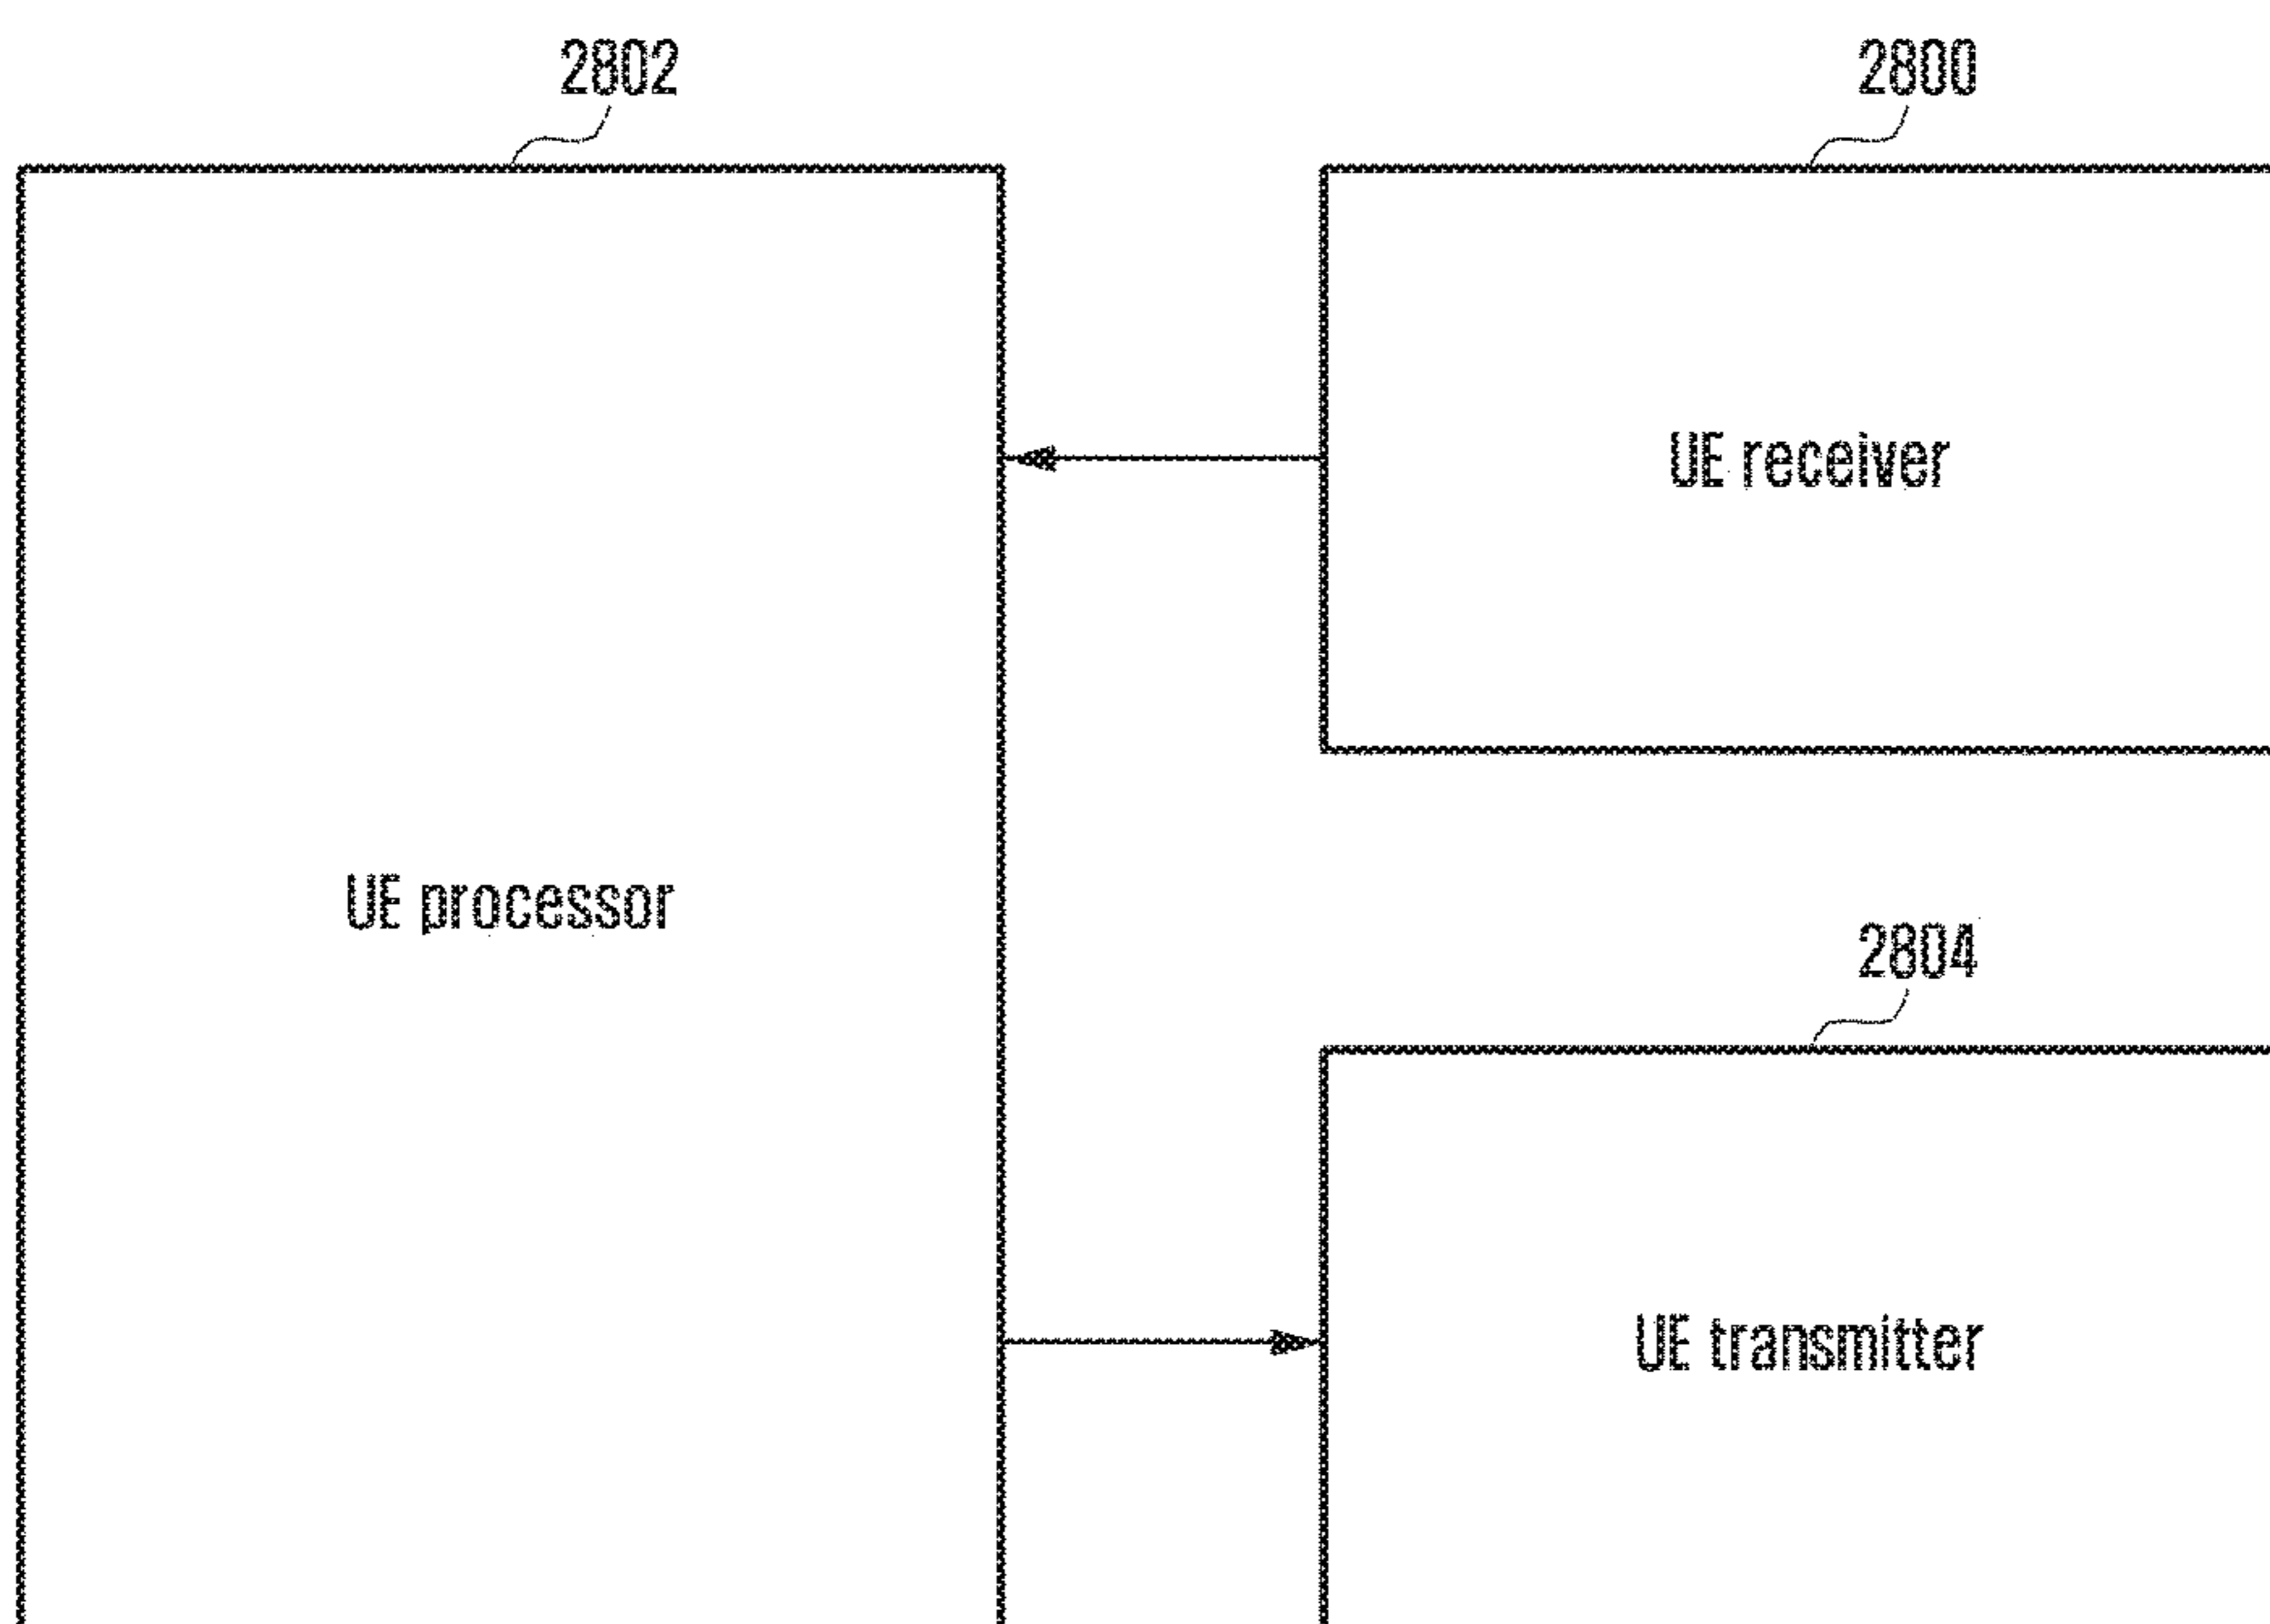 2802
2800
UE receiver
UE processor
2804
UE transmitter